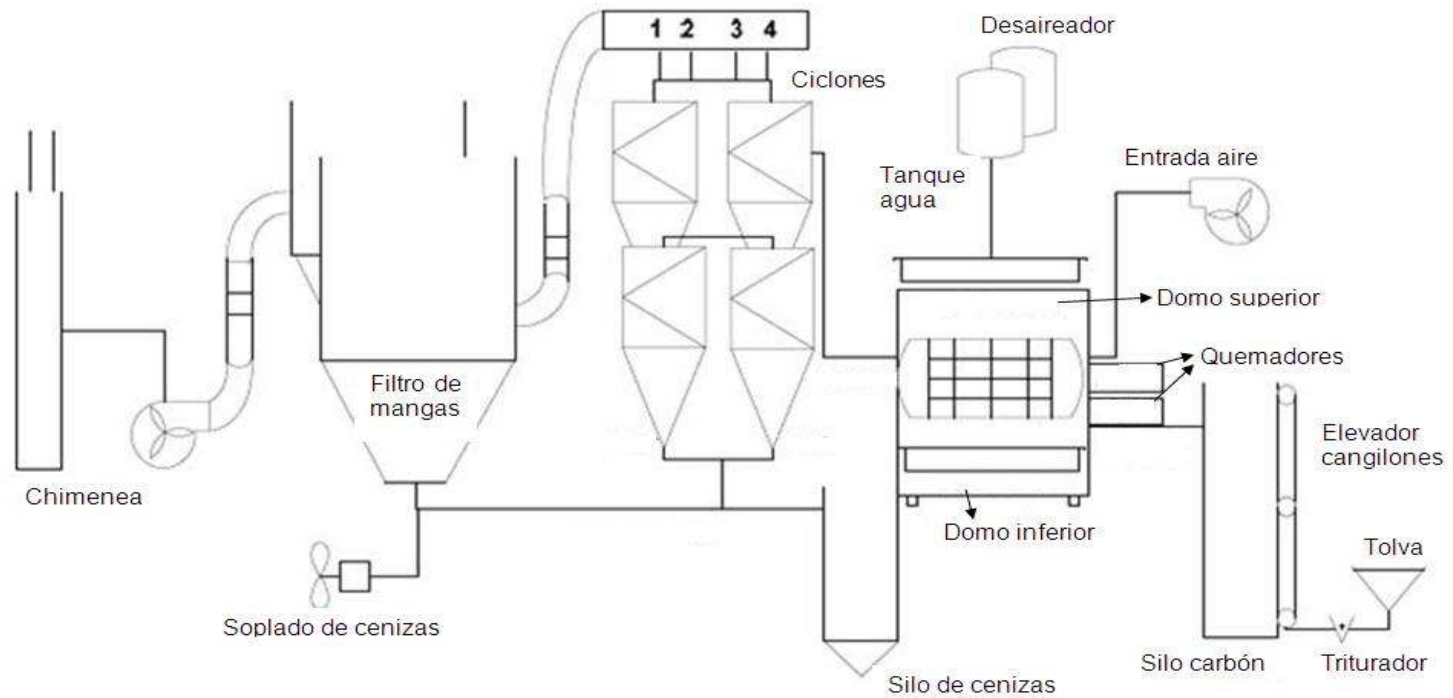 1 2 3 4
Desaireador
Ciclones
Entrada aire
Tanque
agua
Domo superior
Quemadores
Filtro de
mangas
Elevador
cangilones
Chimenea
Domo inferior
Tolva
Soplado de cenizas
Silo de cenizas
Silo carbón
Triturador